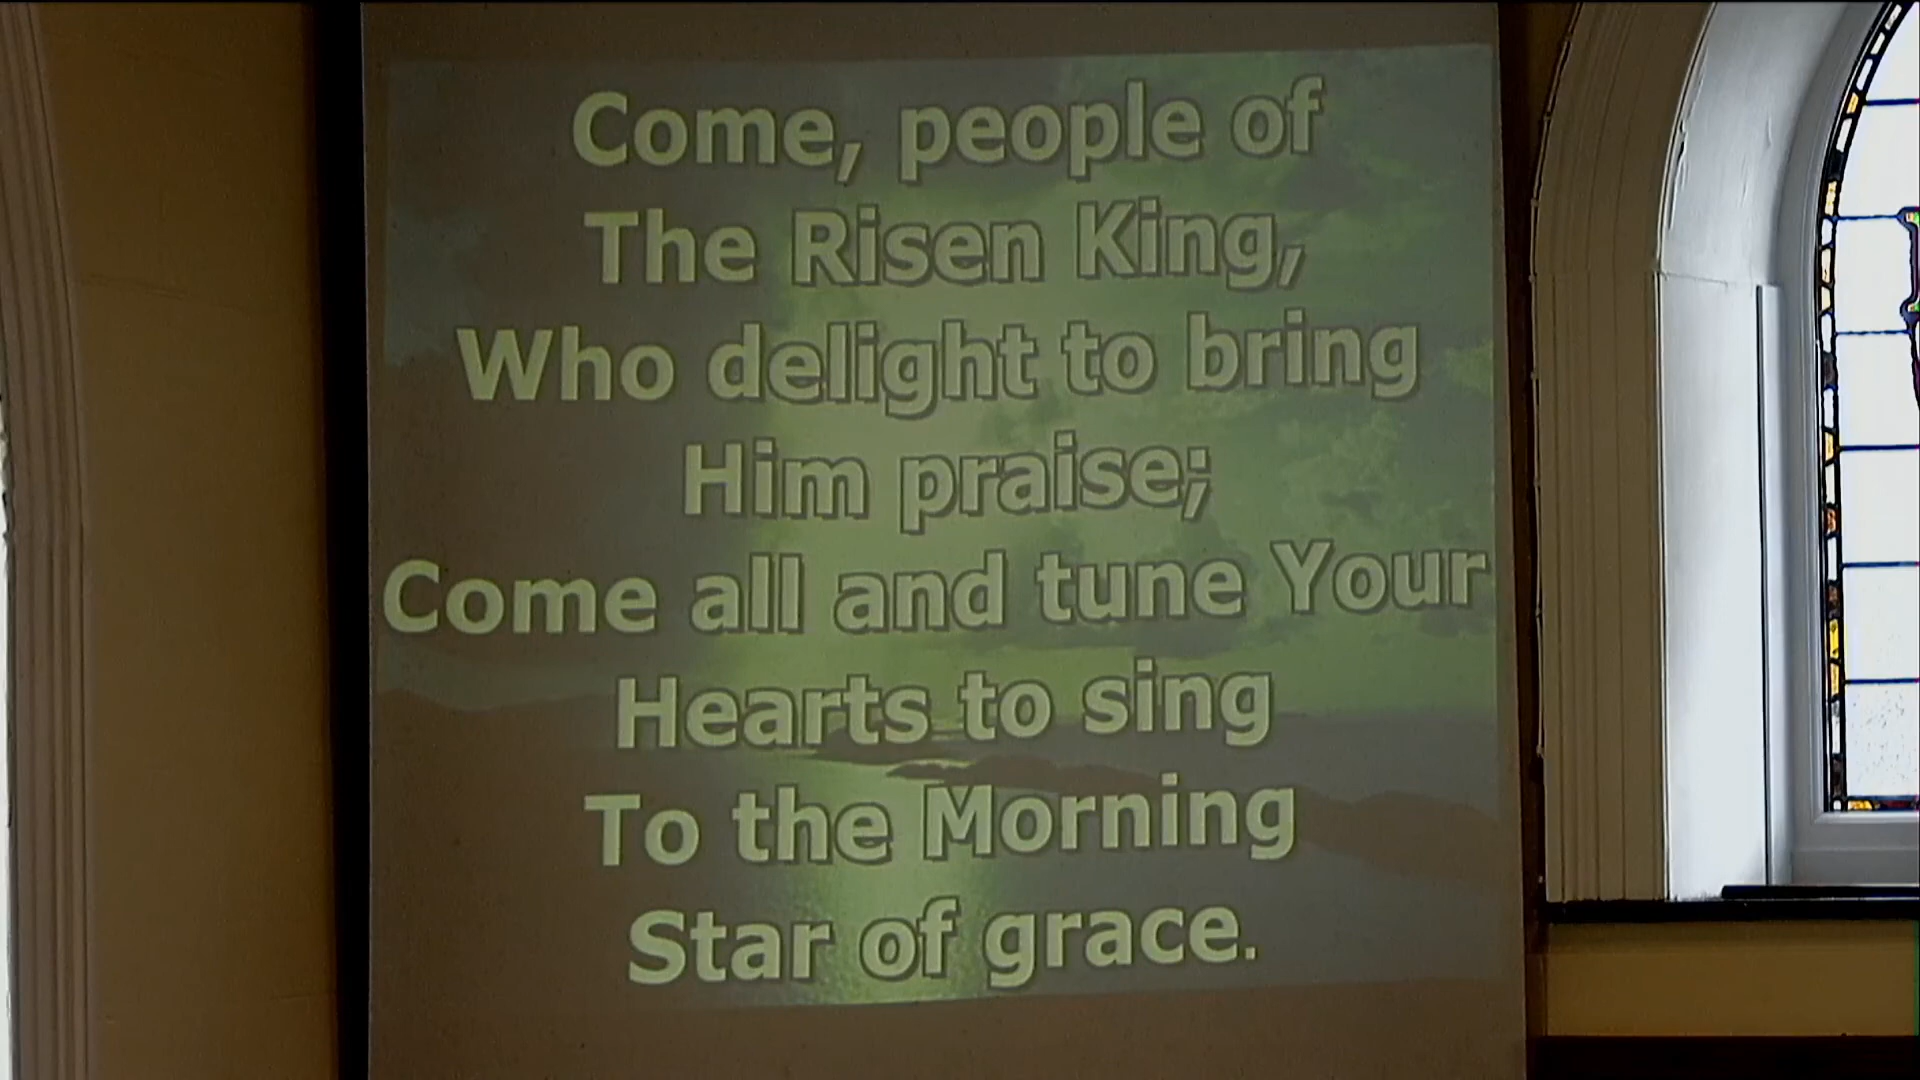 Come, people of
The Risen King,
Who delight to bring
Him praise;
Come all and tune Your
Hearts to sing
To the Morning
Star of grace.